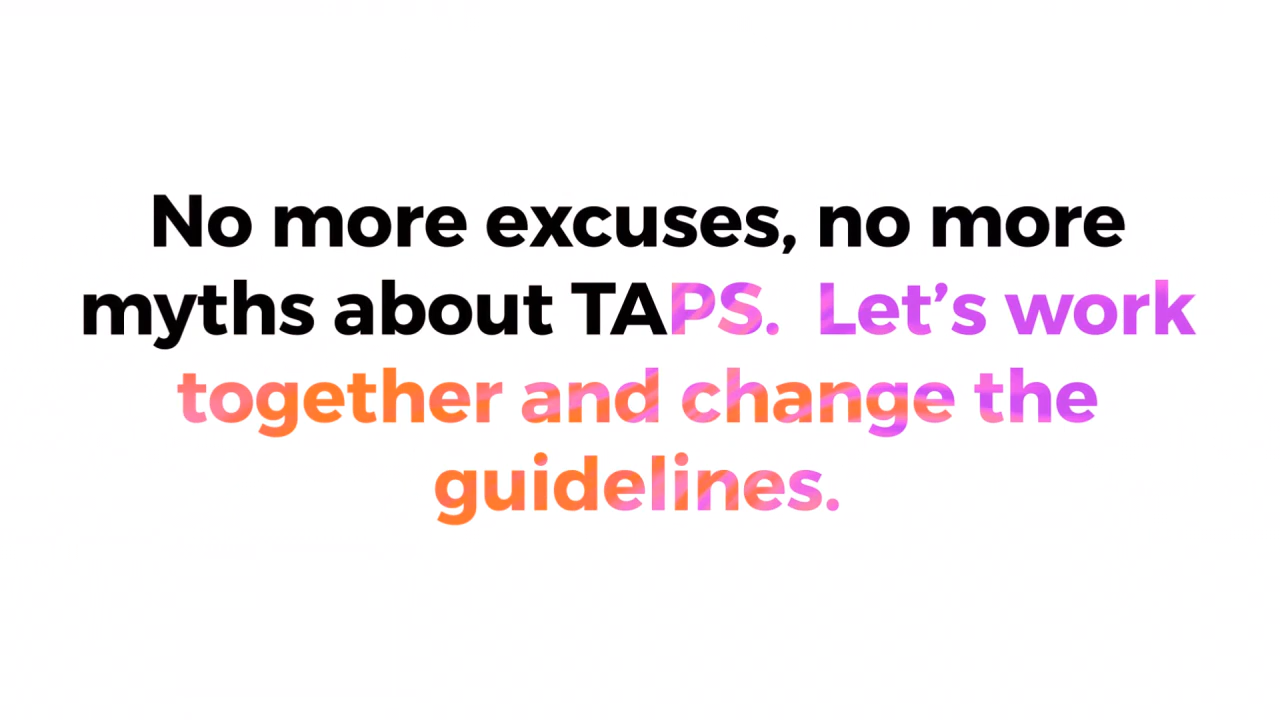 No more excuses, no more
myths about TAPS.  Let’s work
together and change the
guidelines.